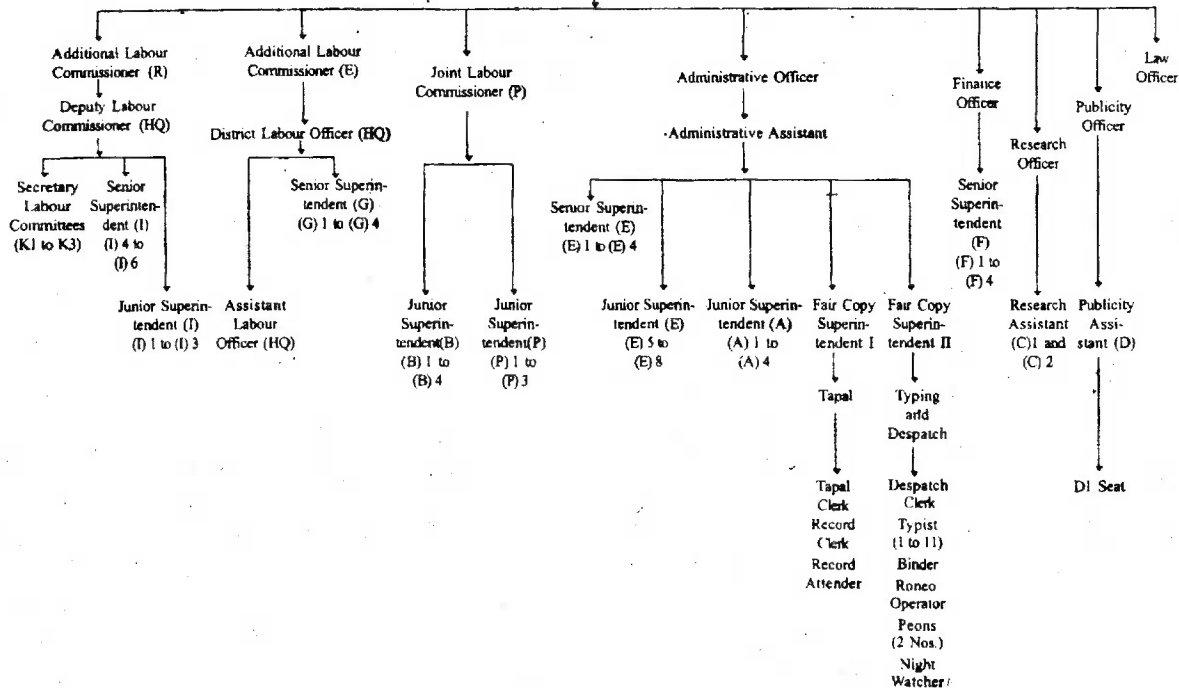 Additional Labour
Commissioner (R)
Deputy Labour
Commissioner (HQ)
Secretary
Labour
Committees
(K1 to K3)
Senior
Superinten-
dent (I)
(I) 4 to
(I) 6
Junior Superin-
tendent (I)
(I) 1 to (I) 3
Additional Labour
Commissioner (E)
District Labour Officer (HQ)
Senior Superin-
tendent (G)
(G) 1 to (G) 4
Assistant
Labour
Officer (HQ)
Joint Labour
Commissioner (P)
Junior
Superin-
tendent(B)
(B) 1 to
(B) 4
Junior
Superin-
tendent(P)
(P) 1 to
(P) 3
Administrative Officer
Administrative Assistant
Senior Superin-
tendent (E)
(E) 1 to (E) 4
Junior Superin-
tendent (E)
(E) 5 to
(E) 8
Junior Superin-
tendent (A)
(A) 1 to
(A) 4
Fair Copy
Superin-
tendent I
Tapal
Tapal
Clerk
Record
Clerk
Record
Attender
Fair Copy
Superin-
tendent II
Typing
and
Despatch
Despatch
Clerk
Typist
(1 to 11)
Binder
Roneo
Operator
Peons
(2 Nos.)
Night
Watcher
Finance
Officer
Senior
Superin-
tendent
(F)
(F) 1 to
(F) 4
Research
Officer
Research
Assistant
(C)1 and
(C) 2
Publicity
Officer
Publicity
Assi-
stant (D)
D1 Seat
Law
Officer